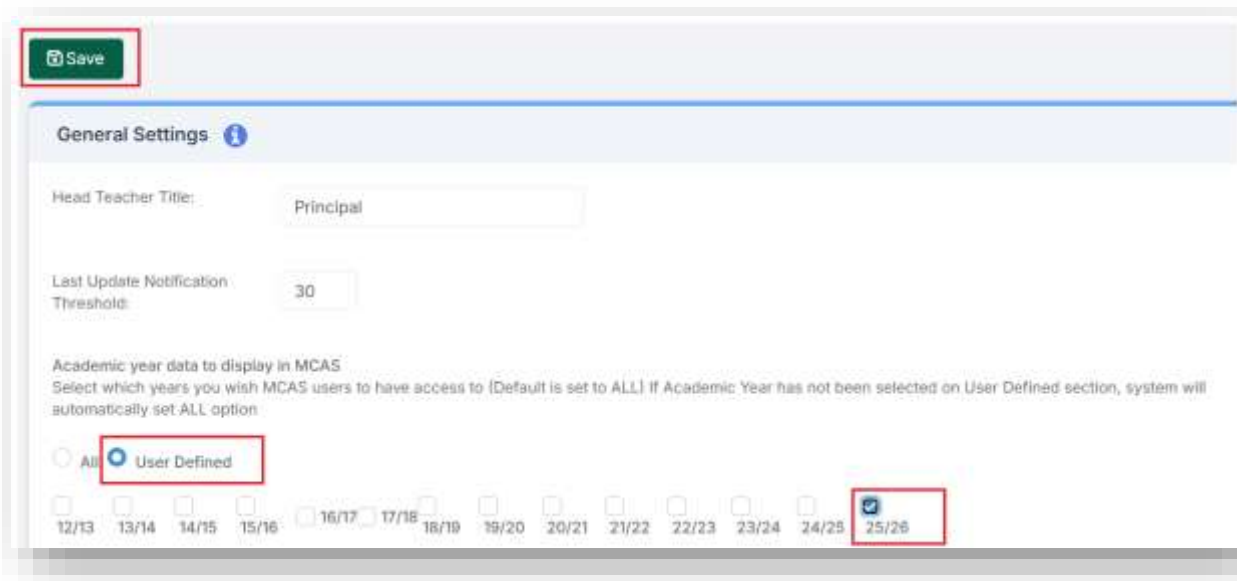 Save
General Settings
Head Teacher Title:
Principal
Last Update Notification
Threshold:
30
Academic year data to display in MCAS
Select which years you wish MCAS users to have access to (Default is set to ALL) If Academic Year has not been selected on User Defined section, system will
automatically set ALL option
All User Defined
12/13 13/14 14/15 15/16 16/17 17/18 18/19 19/20 20/21 21/22 22/23 23/24 24/25 25/26